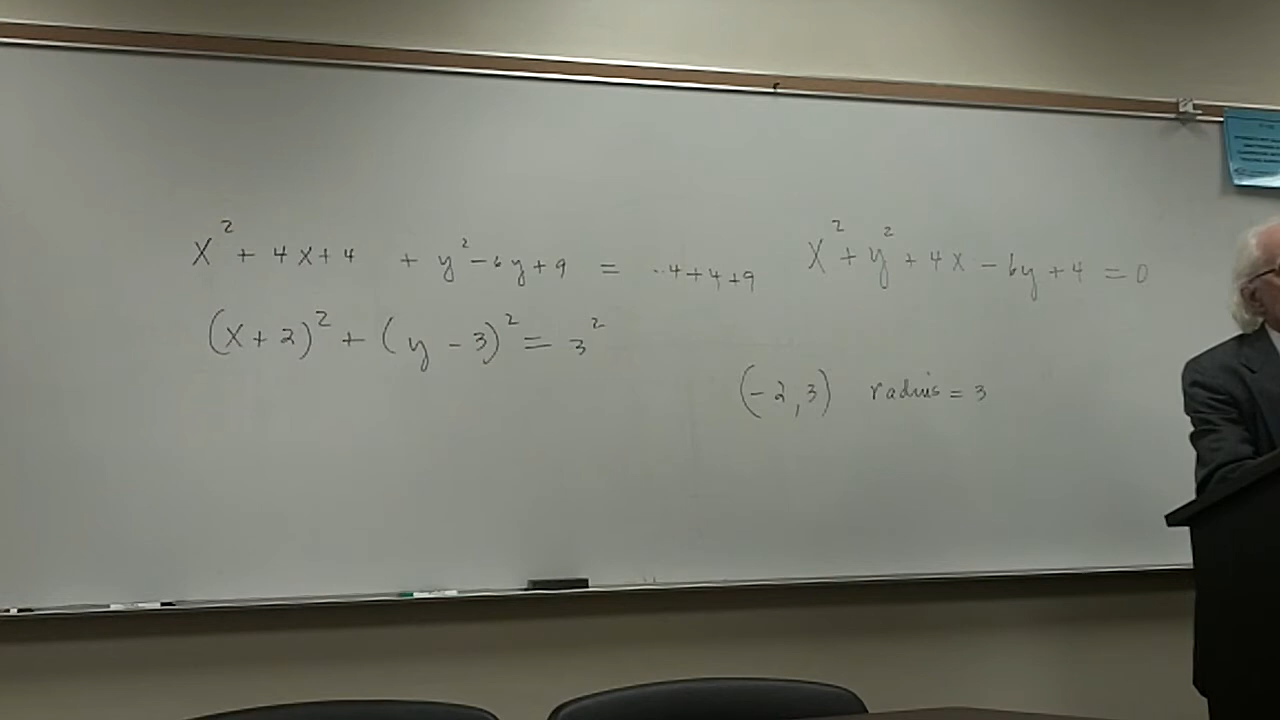 x² + 4x + 4 + y² - 6y + 9 = -4 + 4 + 9
(x + 2)² + (y - 3)² = 3²
x² + y² + 4x - 6y + 4 = 0
(-2, 3) radius = 3